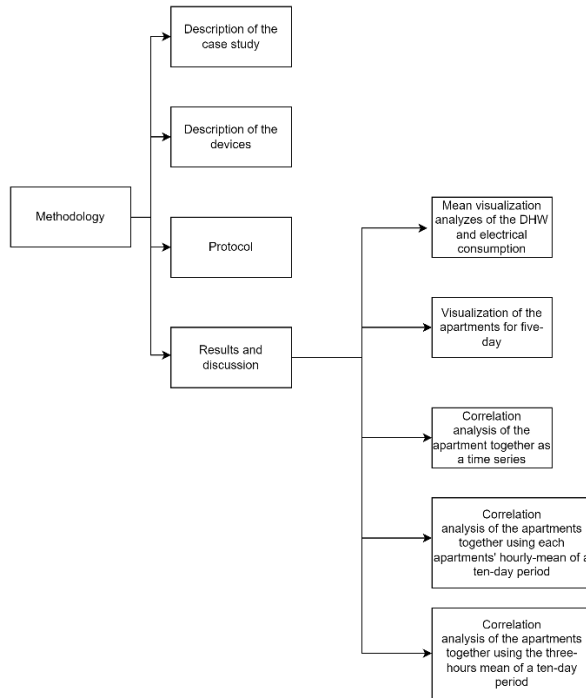 Description of the
case study
Description of the
devices
Methodology
Protocol
Results and
discussion
Mean visualization
analyzes of the DHW
and electrical
consumption
Visualization of the
apartments for five-
day
Correlation
analysis of the
apartment together as
a time series
Correlation
analysis of the apartments
together using each
apartments' hourly-mean of a
ten-day period
Correlation
analysis of the apartments
together using the three-
hours mean of a ten-day
period